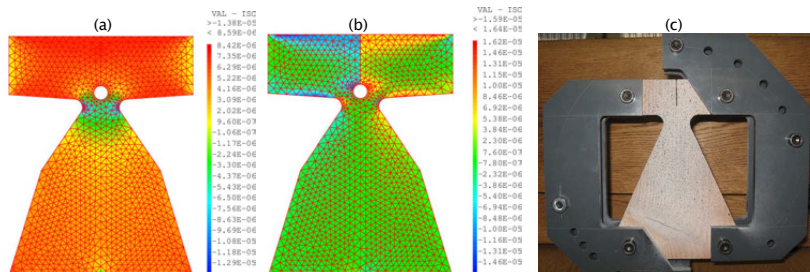 (a)
VAL - ISC
>-1.38E-05
< 8.59E-06
8.42E-06
7.35E-06
6.29E-06
5.22E-06
4.16E-06
3.09E-06
2.02E-06
9.60E-07
-1.06E-07
-1.17E-06
-2.24E-06
-3.30E-06
-4.37E-06
-5.43E-06
-6.50E-06
-7.56E-06
-8.63E-06
-9.69E-06
-1.08E-05
-1.18E-05
-1.29E-05
(b)
VAL - ISC
>-1.59E-05
< 1.64E-05
1.62E-05
1.46E-05
1.31E-05
1.15E-05
1.00E-05
8.46E-06
6.92E-06
5.38E-06
3.84E-06
2.30E-06
7.60E-07
-7.80E-07
-2.32E-06
-3.86E-06
-5.40E-06
-6.94E-06
-8.48E-06
-1.00E-05
-1.16E-05
-1.31E-05
-1.46E-05
(c)